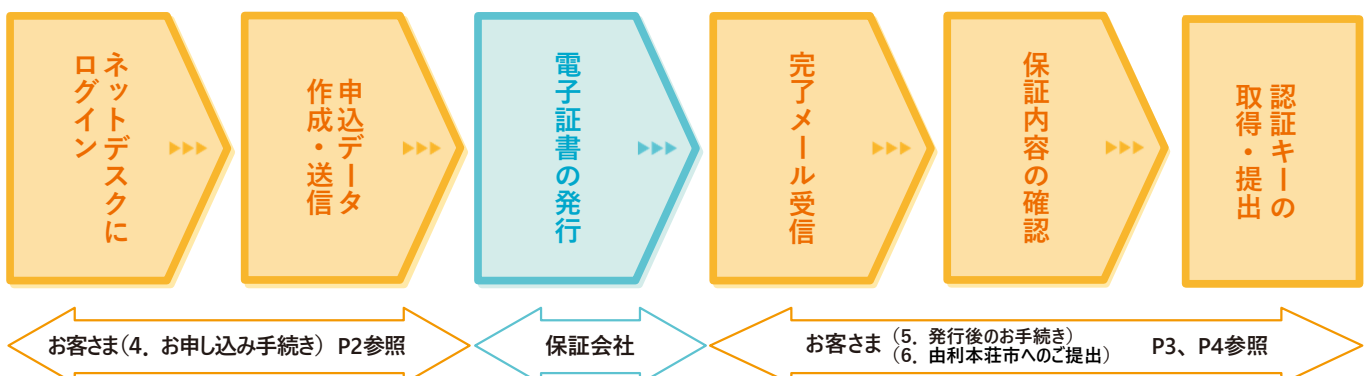 ネットデスクに
ログイン
申込データ
作成・送信
電子証書の発行
完了メール受信
保証内容の確認
認証キーの
取得・提出
お客さま（4．お申し込み手続き） P2参照
保証会社
お客さま（5．発行後のお手続き）
（6．由利本荘市へのご提出）
P3、P4参照